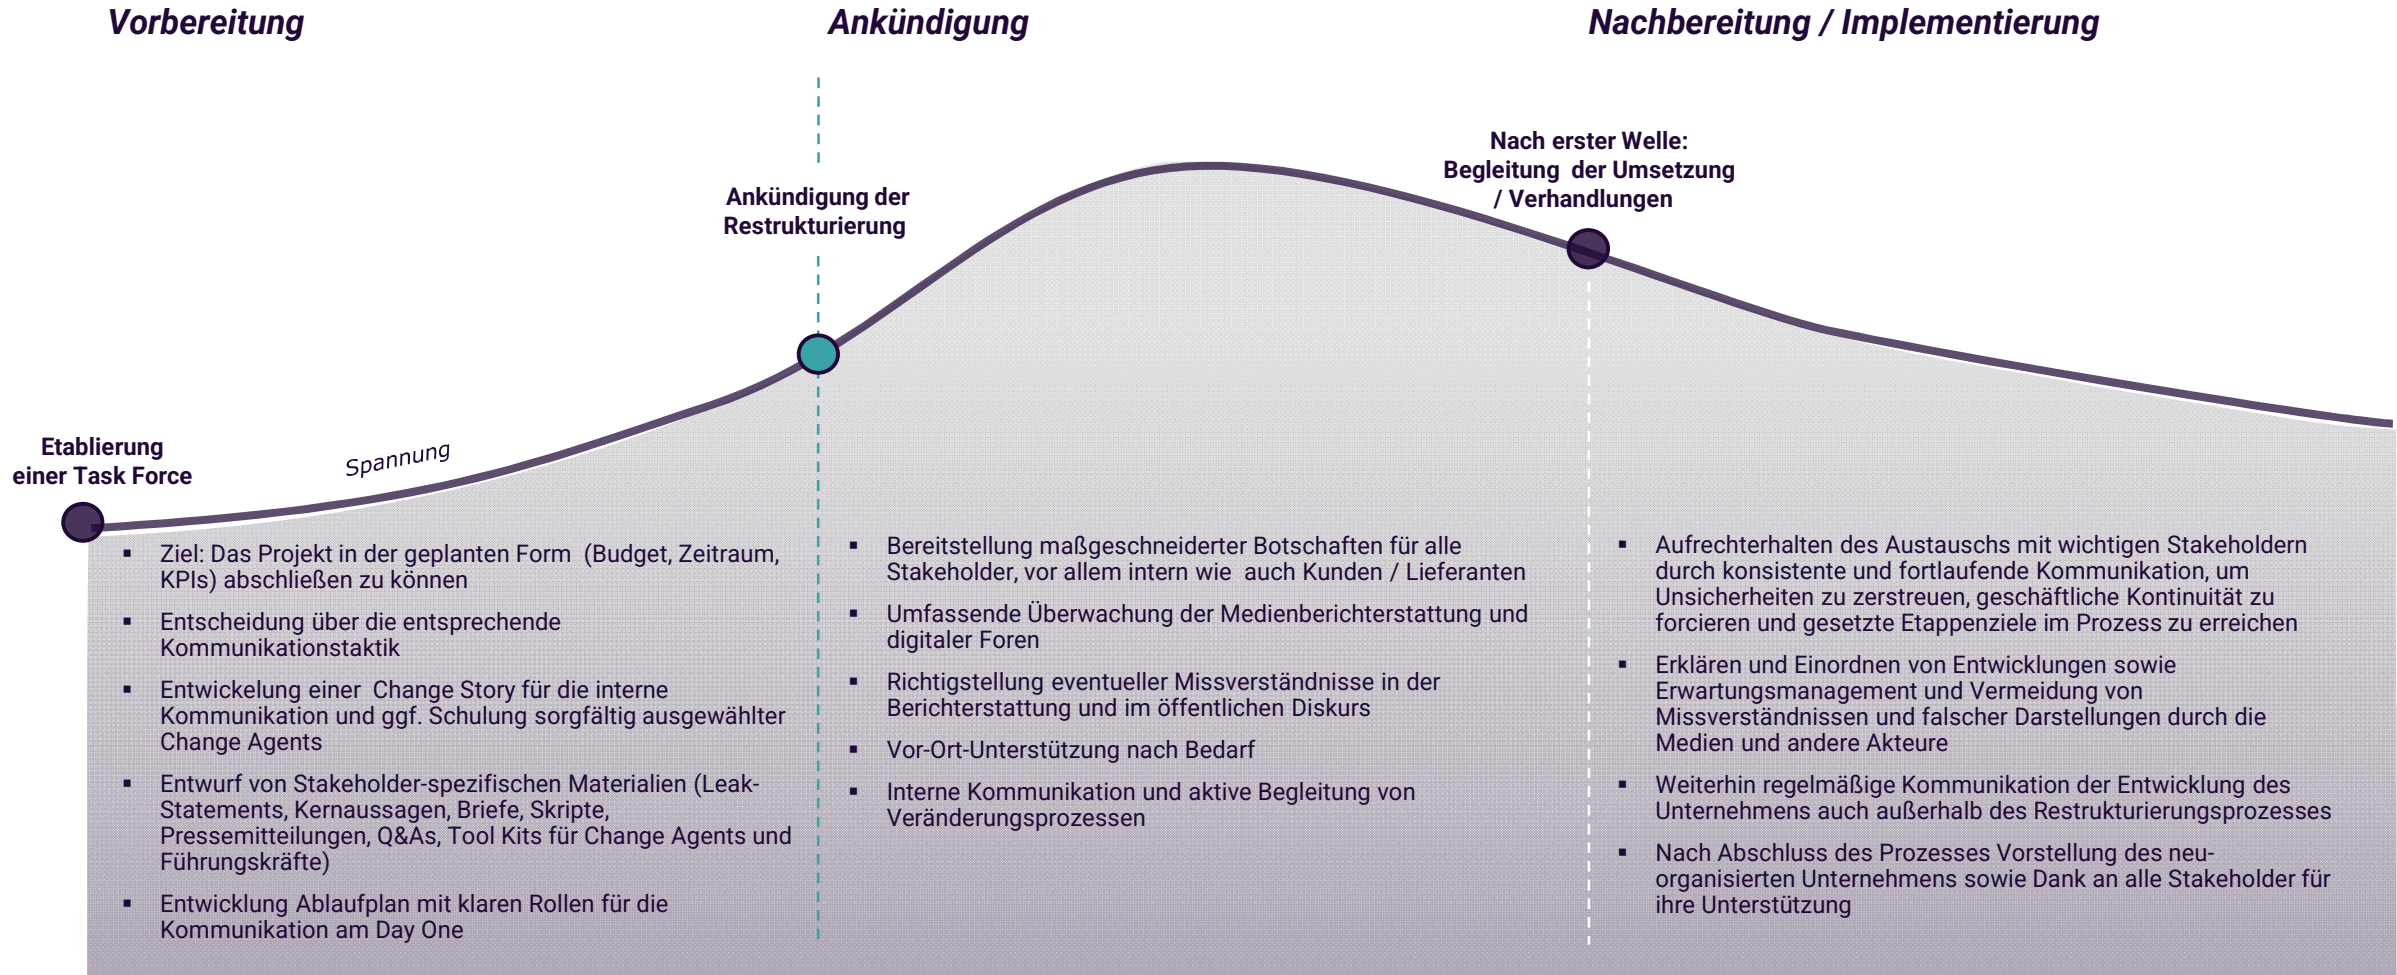 Vorbereitung
Ankündigung
Nachbereitung / Implementierung
Nach erster Welle:
Begleitung der Umsetzung
/ Verhandlungen
Ankündigung der
Restrukturierung
Etablierung
einer Task Force
Spannung
▪ Ziel: Das Projekt in der geplanten Form (Budget, Zeitraum,
KPIs) abschließen zu können
▪ Entscheidung über die entsprechende
Kommunikationstaktik
▪ Entwickelung einer Change Story für die interne
Kommunikation und ggf. Schulung sorgfältig ausgewählter
Change Agents
▪ Entwurf von Stakeholder-spezifischen Materialien (Leak-
Statements, Kernaussagen, Briefe, Skripte,
Pressemitteilungen, Q&As, Tool Kits für Change Agents und
Führungskräfte)
▪ Entwicklung Ablaufplan mit klaren Rollen für die
Kommunikation am Day One
▪ Bereitstellung maßgeschneiderter Botschaften für alle
Stakeholder, vor allem intern wie auch Kunden / Lieferanten
▪ Umfassende Überwachung der Medienberichterstattung und
digitaler Foren
▪ Richtigstellung eventueller Missverständnisse in der
Berichterstattung und im öffentlichen Diskurs
▪ Vor-Ort-Unterstützung nach Bedarf
▪ Interne Kommunikation und aktive Begleitung von
Veränderungsprozessen
▪ Aufrechterhalten des Austauschs mit wichtigen Stakeholdern
durch konsistente und fortlaufende Kommunikation, um
Unsicherheiten zu zerstreuen, geschäftliche Kontinuität zu
forcieren und gesetzte Etappenziele im Prozess zu erreichen
▪ Erklären und Einordnen von Entwicklungen sowie
Erwartungsmanagement und Vermeidung von
Missverständnissen und falscher Darstellungen durch die
Medien und andere Akteure
▪ Weiterhin regelmäßige Kommunikation der Entwicklung des
Unternehmens auch außerhalb des Restrukturierungsprozesses
▪ Nach Abschluss des Prozesses Vorstellung des neu-
organisierten Unternehmens sowie Dank an alle Stakeholder für
ihre Unterstützung